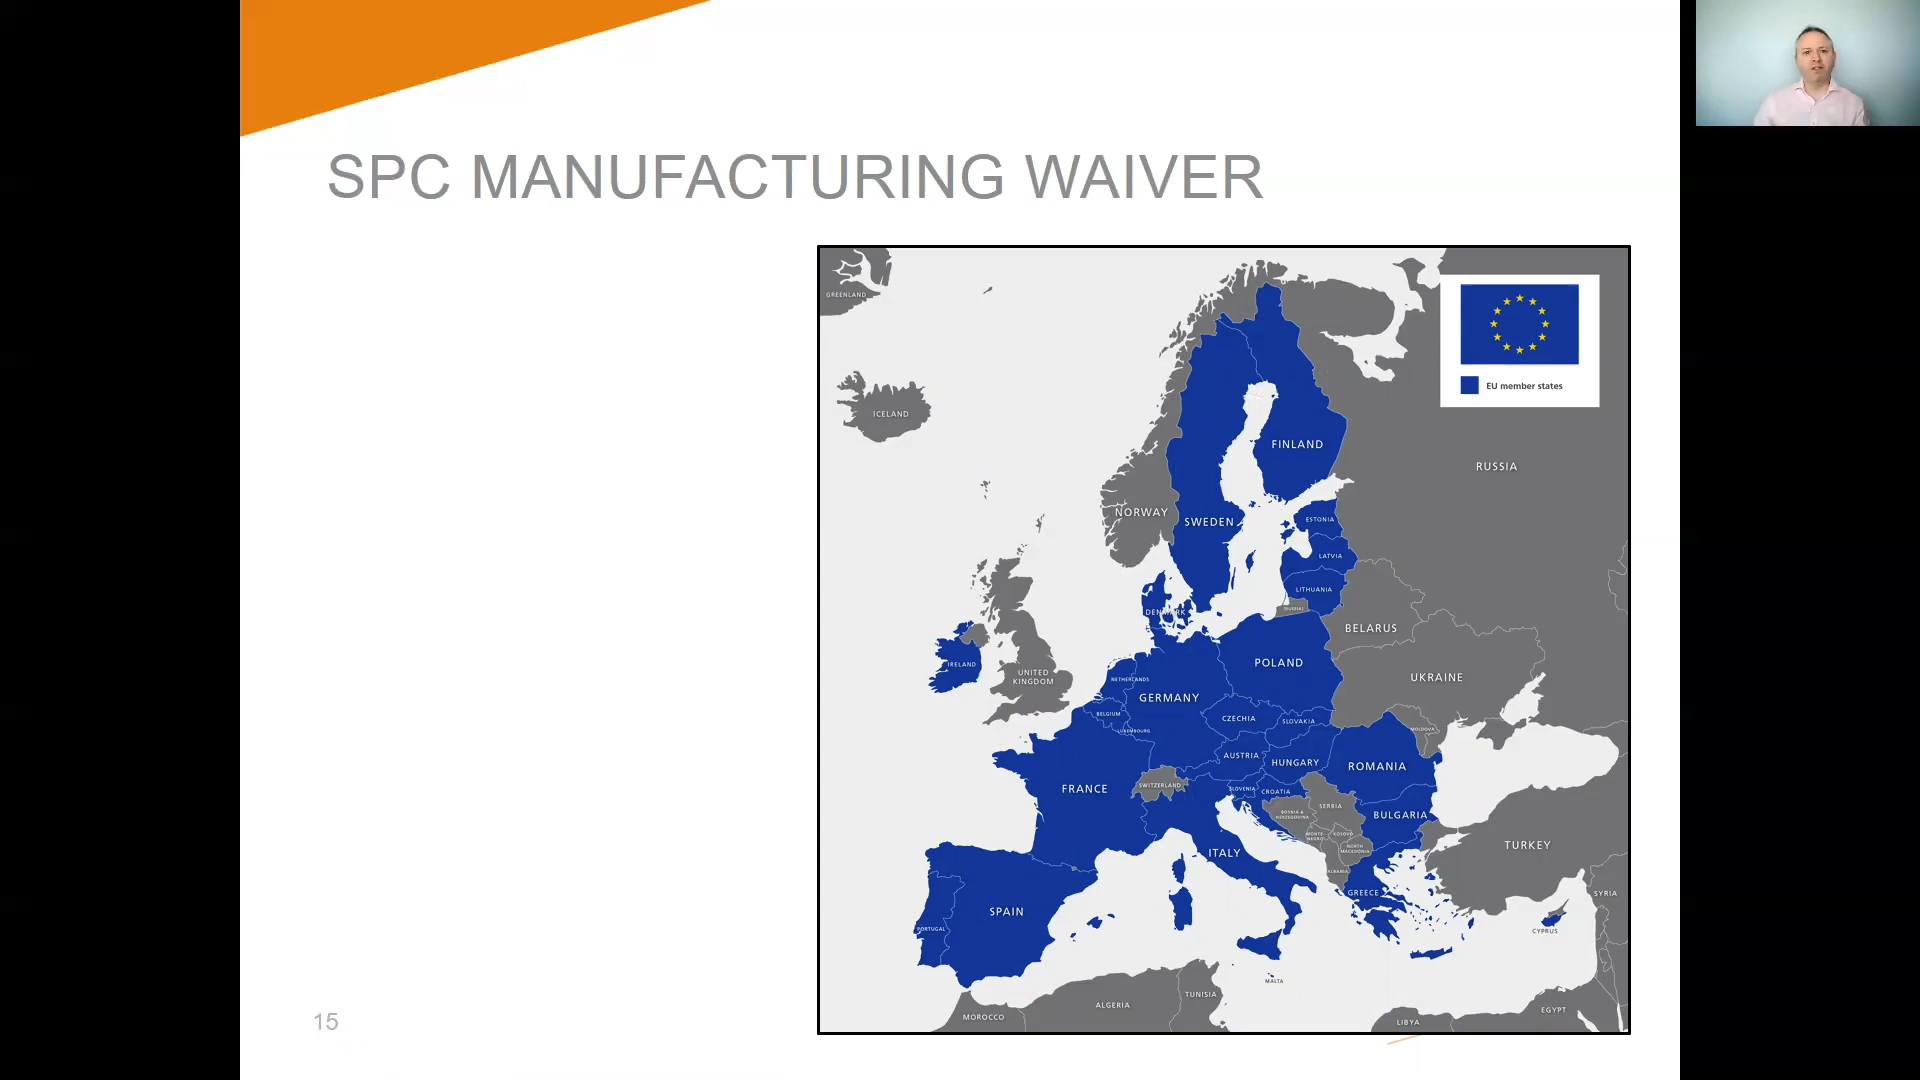 SPC MANUFACTURING WAIVER
GREENLAND
EU member states
ICELAND
FINLAND
RUSSIA
NORWAY
SWEDEN
ESTONIA
LATVIA
LITHUANIA
DENMARK
BELARUS
IRELAND
POLAND
UNITED
KINGDOM
NETHERLANDS
GERMANY
UKRAINE
BELGIUM
CZECHIA
SLOVAKIA
LUXEMBOURG
MOLDOVA
AUSTRIA
HUNGARY
ROMANIA
FRANCE
SWITZERLAND
SLOVENIA
CROATIA
SERBIA
BOSNIA &
HERZEGOVINA
BULGARIA
MONTE-
NEGRO
KOSOVO
TURKEY
NORTH
MACEDONIA
ITALY
ALBANIA
GREECE
SYRIA
SPAIN
PORTUGAL
CYPRUS
MALTA
TUNISIA
ALGERIA
EGYPT
MOROCCO
LIBYA
15